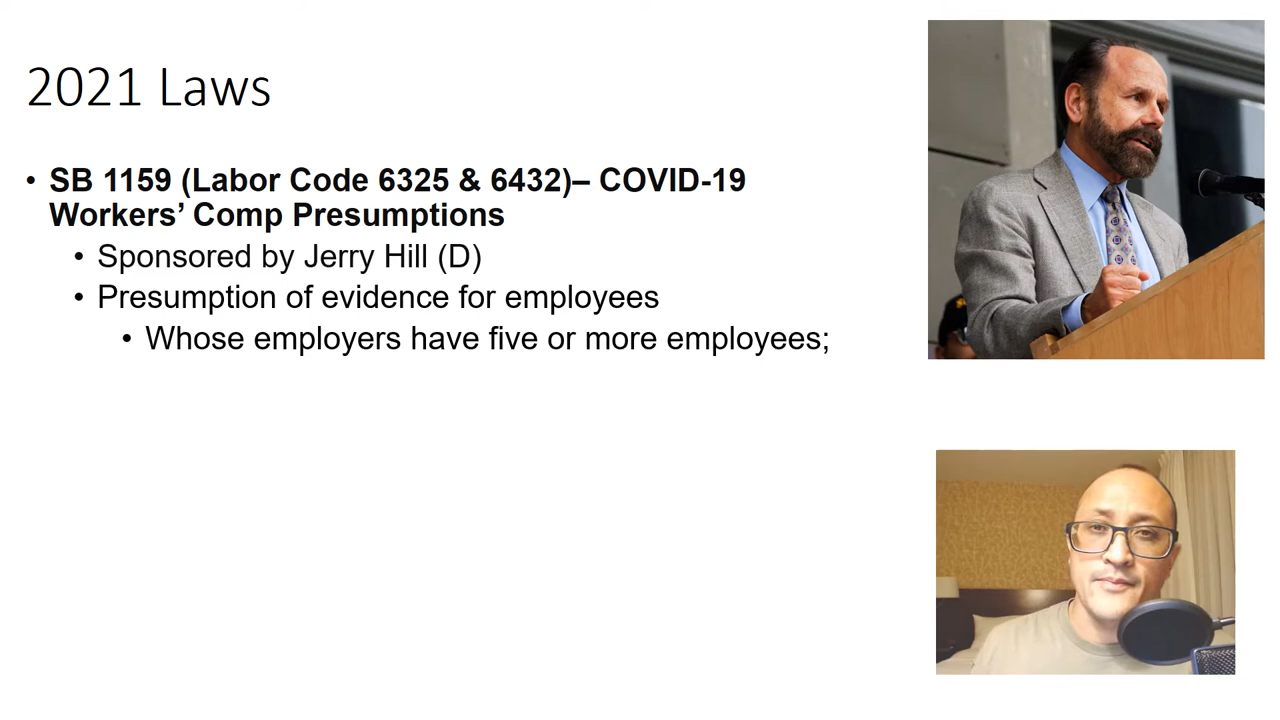 2021 Laws
• SB 1159 (Labor Code 6325 & 6432)– COVID-19
Workers’ Comp Presumptions
• Sponsored by Jerry Hill (D)
• Presumption of evidence for employees
• Whose employers have five or more employees;